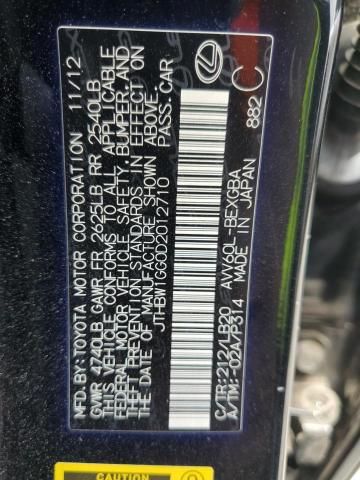 MFD.BY:TOYOTA MOTOR CORPORATION 11/12
GVWR 4740LB GAWR FR 2625LB RR 2540LB
THIS VEHICLE CONFORMS TO ALL APPLICABLE
FEDERAL MOTOR VEHICLE SAFETY, BUMPER, AND
THEFT PREVENTION STANDARDS IN EFFECT ON
THE DATE OF MANUFACTURE SHOWN ABOVE.
JTHBW1GG0D2012710 PASS.CAR
C/TR:2124LB20 AVV60L-BEXGBA
A/TM:-02A/P314 MADE IN JAPAN
882 C
CAUTION